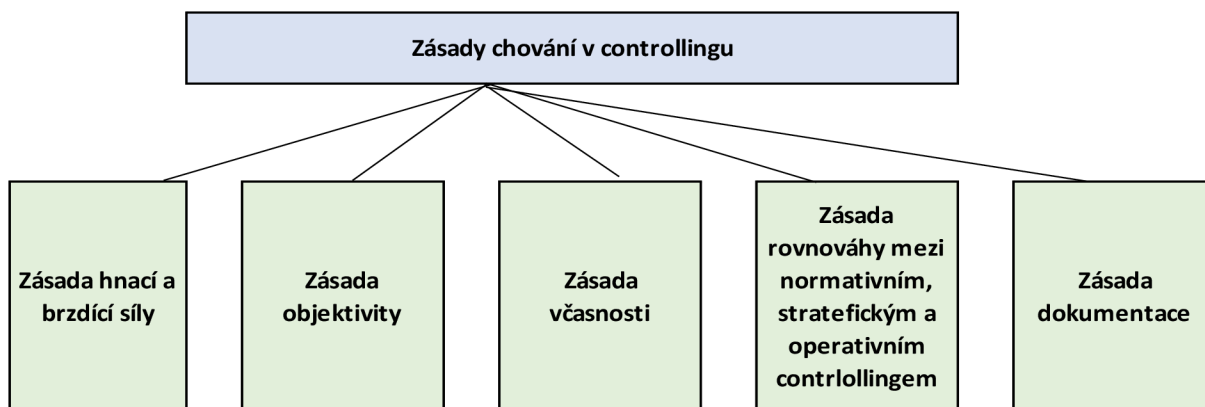 Zásady chování v controllingu
Zásada hnací a
brzdící síly
Zásada
objektivity
Zásada
včasnosti
Zásada
rovnováhy mezi
normativním,
stratefickým a
operativním
contrlollingem
Zásada
dokumentace